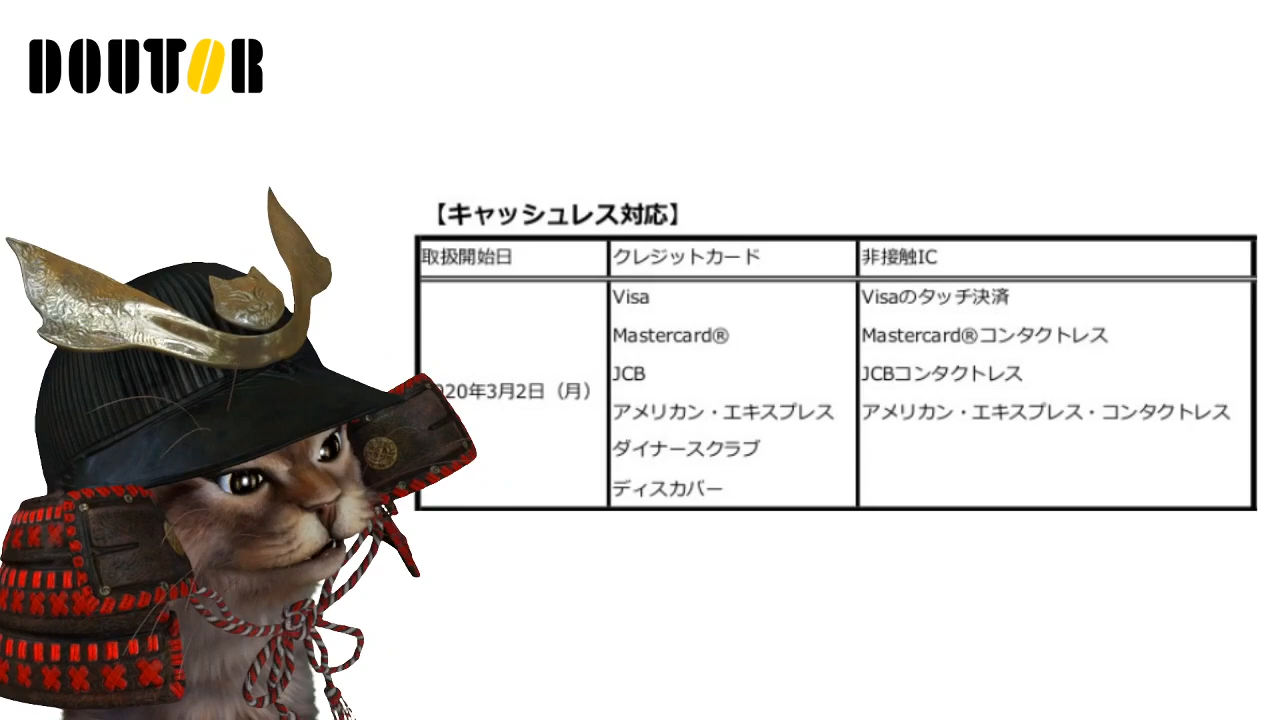 DOUTOR
【キャッシュレス対応】
取扱開始日 クレジットカード 非接触IC
Visa Visaのタッチ決済
Mastercard® Mastercard®コンタクトレス
JCB JCBコンタクトレス
20年3月2日（月）
アメリカン・エキスプレス アメリカン・エキスプレス・コンタクトレス
ダイナースクラブ
ディスカバー